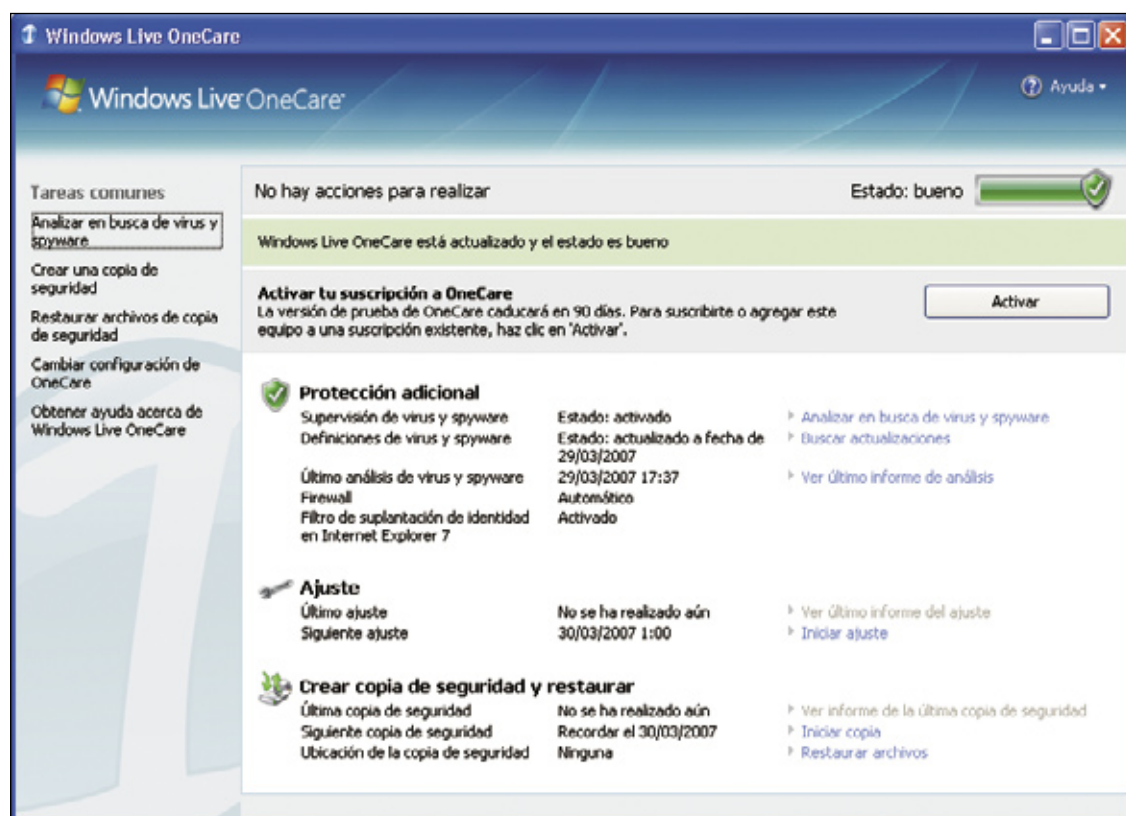 Windows Live OneCare
Windows Live OneCare
Ayuda
Tareas comunes
Analizar en busca de virus y
spyware
Crear una copia de
seguridad
Restaurar archivos de copia
de seguridad
Cambiar configuración de
OneCare
Obtener ayuda acerca de
Windows Live OneCare
No hay acciones para realizar
Estado: bueno
Windows Live OneCare está actualizado y el estado es bueno
Activar tu suscripción a OneCare
La versión de prueba de OneCare caducará en 90 días. Para suscribirte o agregar este
equipo a una suscripción existente, haz clic en 'Activar'.
Activar
Protección adicional
Supervisión de virus y spyware Estado: activado Analizar en busca de virus y spyware
Definiciones de virus y spyware Estado: actualizado a fecha de Buscar actualizaciones
29/03/2007
Último análisis de virus y spyware 29/03/2007 17:37 Ver último informe de análisis
Firewall Automático
Filtro de suplantación de identidad Activado
en Internet Explorer 7
Ajuste
Último ajuste No se ha realizado aún Ver último informe del ajuste
Siguiente ajuste 30/03/2007 1:00 Iniciar ajuste
Crear copia de seguridad y restaurar
Última copia de seguridad No se ha realizado aún Ver informe de la última copia de seguridad
Siguiente copia de seguridad Recordar el 30/03/2007 Iniciar copia
Ubicación de la copia de seguridad Ninguna Restaurar archivos